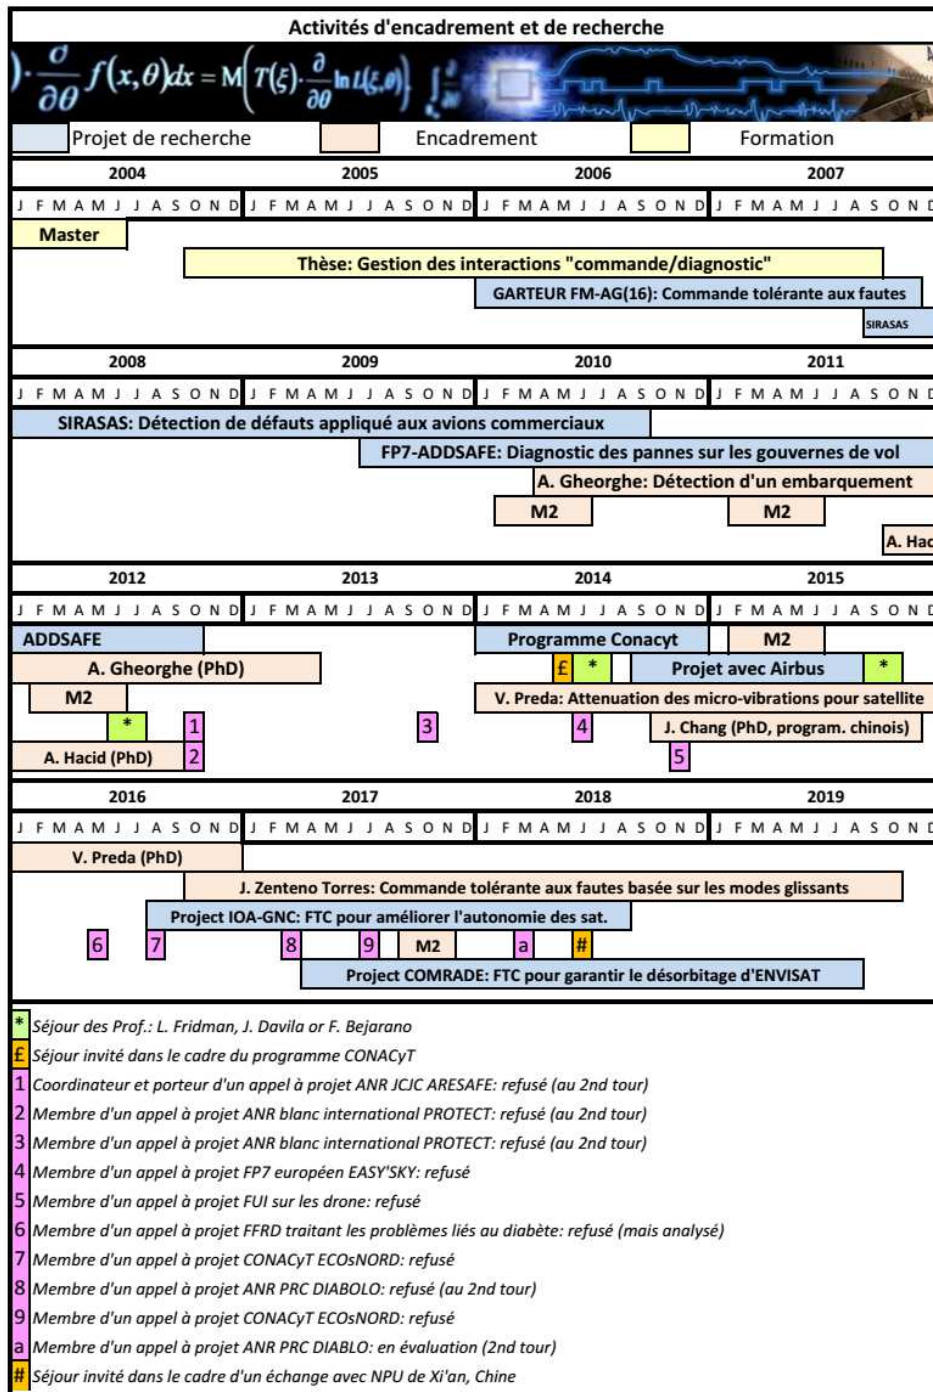 Activités d'encadrement et de recherche
) · ∂/∂θ f(x,θ)dx = M( T(ξ) · ∂/∂θ ln L(ξ,θ) )
Projet de recherche Encadrement Formation
2004 2005 2006 2007
J F M A M J J A S O N D J F M A M J J A S O N D J F M A M J J A S O N D J F M A M J J A S O N D
Master
Thèse: Gestion des interactions "commande/diagnostic"
GARTEUR FM-AG(16): Commande tolérante aux fautes
SIRASAS
2008 2009 2010 2011
J F M A M J J A S O N D J F M A M J J A S O N D J F M A M J J A S O N D J F M A M J J A S O N D
SIRASAS: Détection de défauts appliqué aux avions commerciaux
FP7-ADDSAFE: Diagnostic des pannes sur les gouvernes de vol
A. Gheorghe: Détection d'un embarquement
M2 M2
A. Hac
2012 2013 2014 2015
J F M A M J J A S O N D J F M A M J J A S O N D J F M A M J J A S O N D J F M A M J J A S O N D
ADDSAFE Programme Conacyt M2
A. Gheorghe (PhD) £ * Projet avec Airbus *
M2 V. Preda: Attenuation des micro-vibrations pour satellite
* 1 3 4 J. Chang (PhD, program. chinois)
A. Hacid (PhD) 2 5
2016 2017 2018 2019
J F M A M J J A S O N D J F M A M J J A S O N D J F M A M J J A S O N D J F M A M J J A S O N D
V. Preda (PhD)
J. Zenteno Torres: Commande tolérante aux fautes basée sur les modes glissants
Project IOA-GNC: FTC pour améliorer l'autonomie des sat.
6 7 8 9 M2 a #
Project COMRADE: FTC pour garantir le désorbitage d'ENVISAT
* Séjour des Prof.: L. Fridman, J. Davila or F. Bejarano
£ Séjour invité dans le cadre du programme CONACyT
1 Coordinateur et porteur d'un appel à projet ANR JCJC ARESAFE: refusé (au 2nd tour)
2 Membre d'un appel à projet ANR blanc international PROTECT: refusé (au 2nd tour)
3 Membre d'un appel à projet ANR blanc international PROTECT: refusé (au 2nd tour)
4 Membre d'un appel à projet FP7 européen EASY'SKY: refusé
5 Membre d'un appel à projet FUI sur les drone: refusé
6 Membre d'un appel à projet FFRD traitant les problèmes liés au diabète: refusé (mais analysé)
7 Membre d'un appel à projet CONACyT ECOsNORD: refusé
8 Membre d'un appel à projet ANR PRC DIABOLO: refusé (au 2nd tour)
9 Membre d'un appel à projet CONACyT ECOsNORD: refusé
a Membre d'un appel à projet ANR PRC DIABLO: en évaluation (2nd tour)
# Séjour invité dans le cadre d'un échange avec NPU de Xi'an, Chine